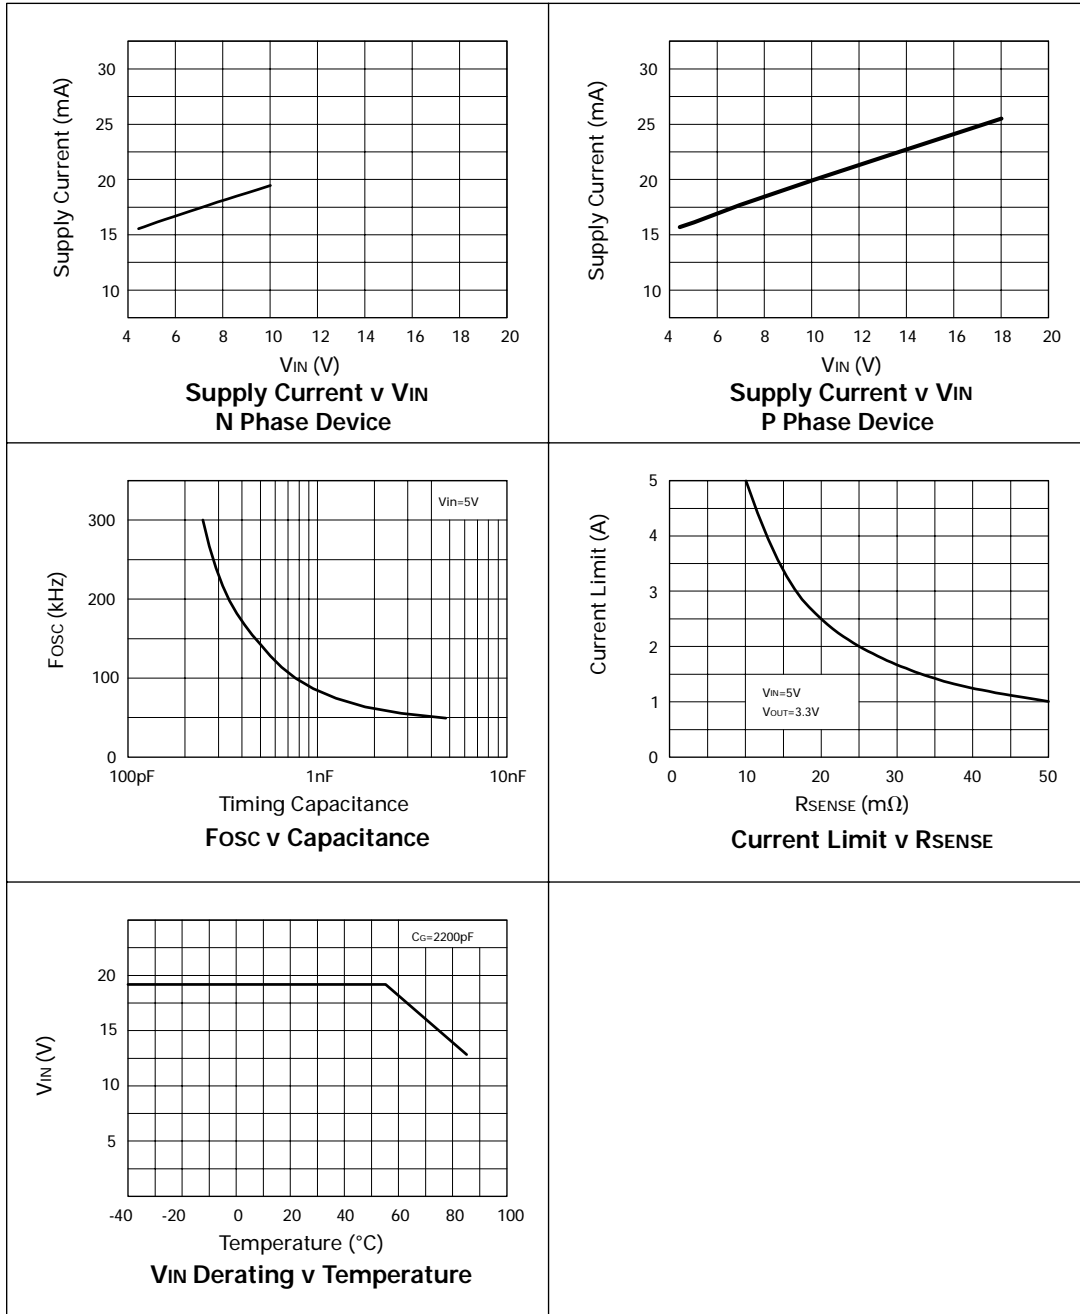 30
25
20
15
10
4 6 8 10 12 14 16 18 20
Supply Current (mA)
VIN (V)
Supply Current v VIN
N Phase Device
30
25
20
15
10
4 6 8 10 12 14 16 18 20
Supply Current (mA)
VIN (V)
Supply Current v VIN
P Phase Device
Vin=5V
300
200
100
0
100pF 1nF 10nF
Fosc (kHz)
Timing Capacitance
Fosc v Capacitance
5
4
3
2
1
0
0 10 20 30 40 50
Current Limit (A)
VIN=5V
VOUT=3.3V
RSENSE (mΩ)
Current Limit v RSENSE
CG=2200pF
20
15
10
5
-40 -20 0 20 40 60 80 100
VIN (V)
Temperature (°C)
VIN Derating v Temperature